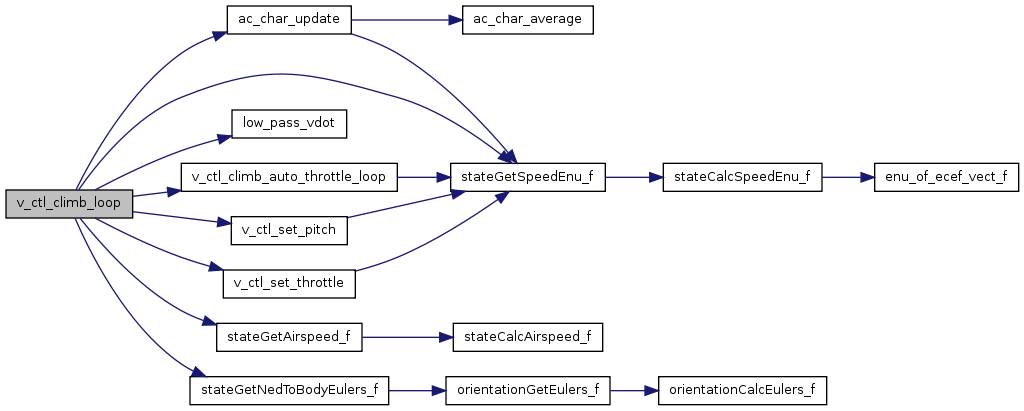 ac_char_update
ac_char_average
low_pass_vdot
v_ctl_climb_auto_throttle_loop
stateGetSpeedEnu_f
stateCalcSpeedEnu_f
enu_of_ecef_vect_f
v_ctl_climb_loop
v_ctl_set_pitch
v_ctl_set_throttle
stateGetAirspeed_f
stateCalcAirspeed_f
stateGetNedToBodyEulers_f
orientationGetEulers_f
orientationCalcEulers_f